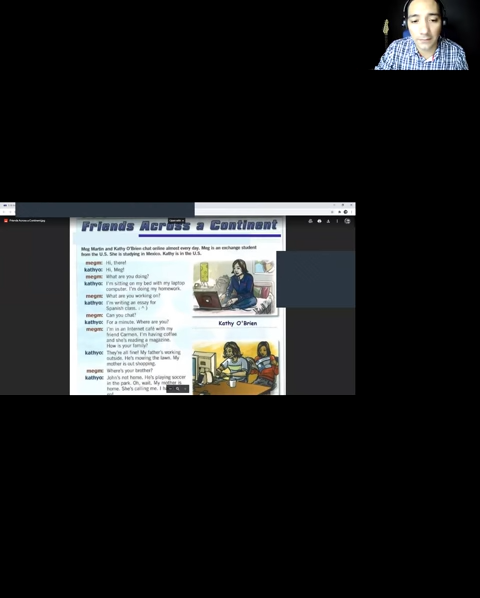 Friends Across a Continent
Meg Martin and Kathy O'Brien chat online almost every day. Meg is an exchange student
from the U.S. She is studying in Mexico. Kathy is in the U.S.
megm: Hi, there!
kathyo: Hi, Meg!
megm: What are you doing?
kathyo: I'm sitting on my bed with my laptop
computer. I'm doing my homework.
megm: What are you working on?
kathyo: I'm writing an essay for
Spanish class.
megm: Can you chat?
kathyo: For a minute. Where are you?
megm: I'm in an Internet café with my
friend Carmen. I'm having coffee
and she's reading a magazine.
How is your family?
kathyo: They're all fine! My father's working
outside. He's mowing the lawn. My
mother is out shopping.
megm: Where's your brother?
kathyo: John's not home. He's playing soccer
in the park. Oh, wait. My mother is
home. She's calling me. I
Kathy O'Brien